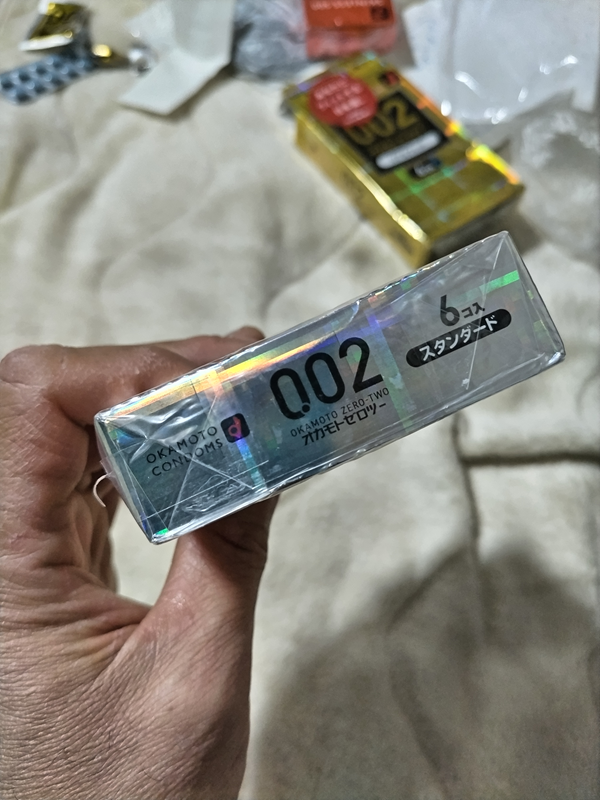 002
OKAMOTO
CONDOMS
0.02
OKAMOTO ZERO-TWO
オカモトゼロツー
6コ入
スタンダード